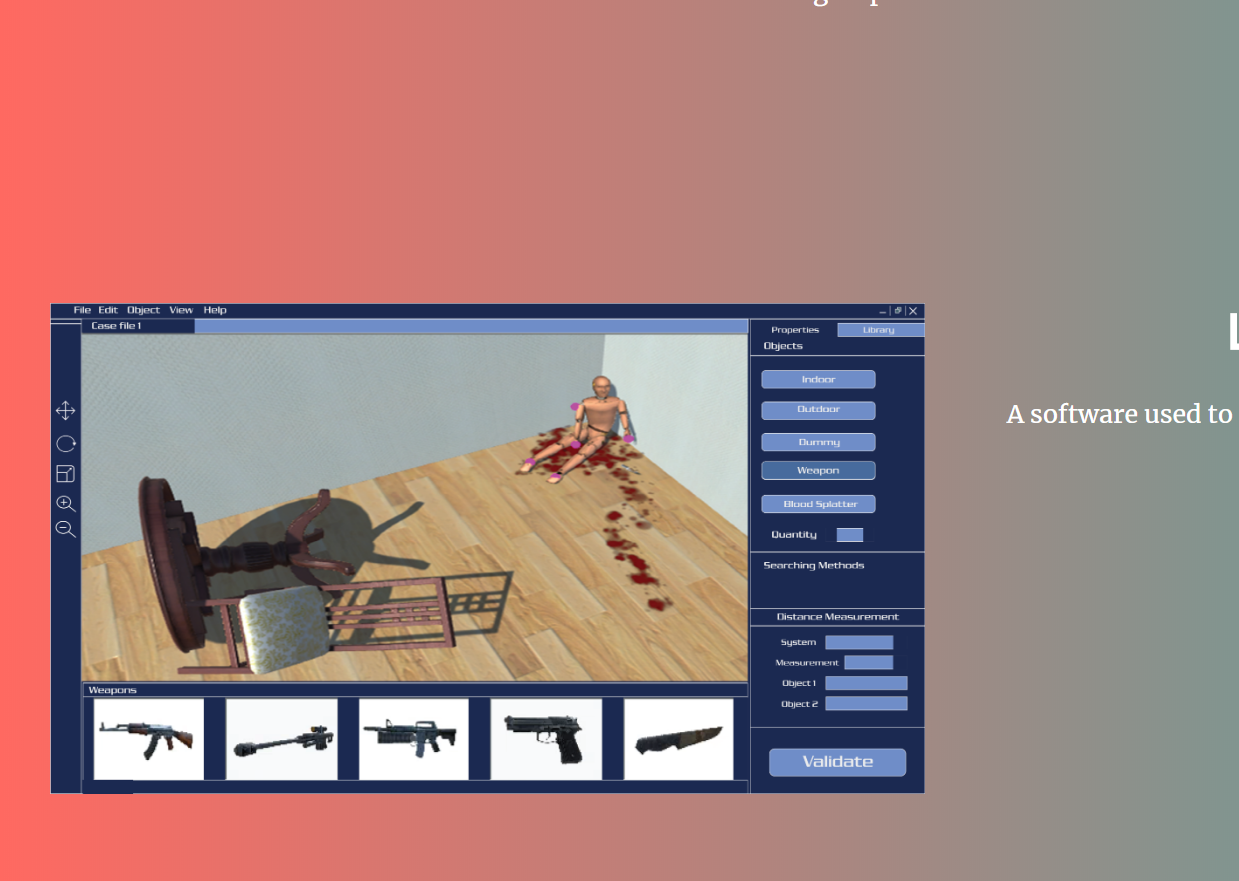 File Edit Object View Help
Case file 1
Properties Library
Objects
Indoor
Outdoor
Dummy
Weapon
Blood Splatter
Quantity
Searching Methods
Distance Measurement
System
Measurement
Object 1
Object 2
Validate
Weapons
A software used to